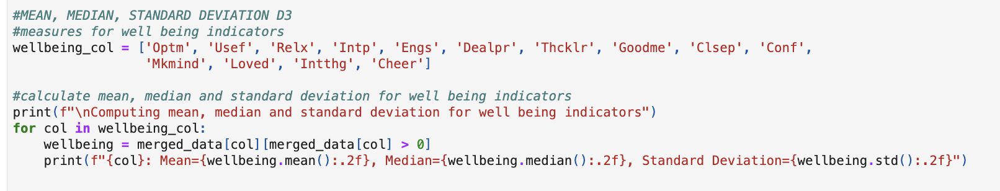 #MEAN, MEDIAN, STANDARD DEVIATION D3
#measures for well being indicators
wellbeing_col = ['Optm', 'Usef', 'Relx', 'Intp', 'Engs', 'Dealpr', 'Thcklr', 'Goodme', 'Clsep', 'Conf',
                 'Mkmind', 'Loved', 'Intthg', 'Cheer']

#calculate mean, median and standard deviation for well being indicators
print(f"\nComputing mean, median and standard deviation for well being indicators")
for col in wellbeing_col:
    wellbeing = merged_data[col][merged_data[col] > 0]
    print(f"{col}: Mean={wellbeing.mean():.2f}, Median={wellbeing.median():.2f}, Standard Deviation={wellbeing.std():.2f}")